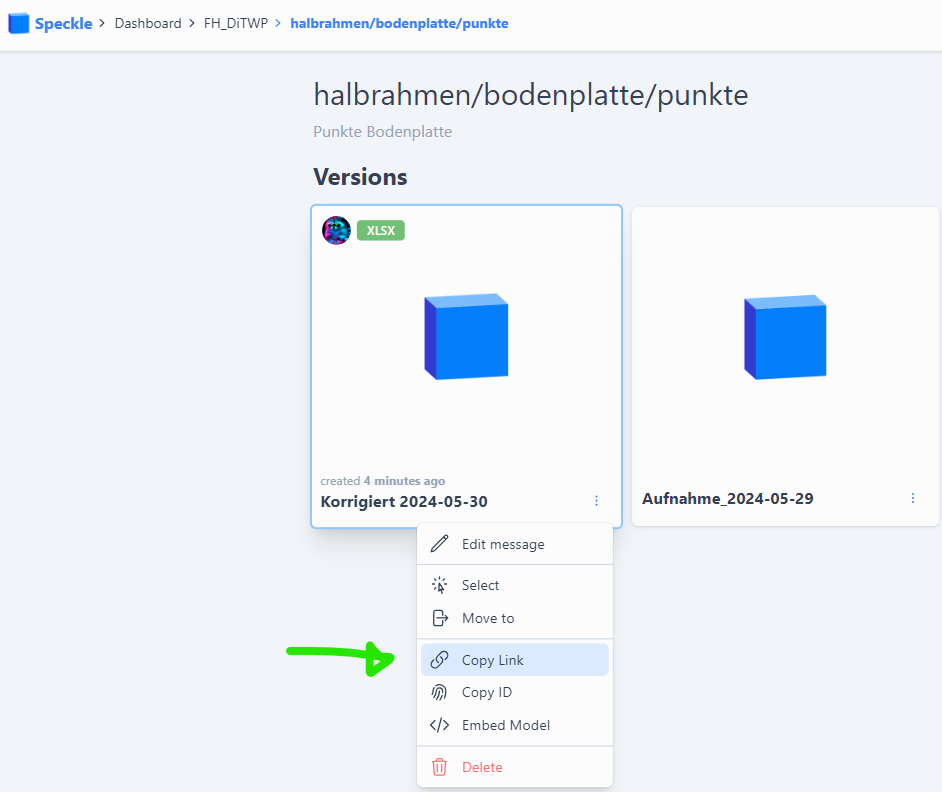 Speckle > Dashboard > FH_DiTWP > halbrahmen/bodenplatte/punkte
halbrahmen/bodenplatte/punkte
Punkte Bodenplatte
Versions
XLSX
created 4 minutes ago
Korrigiert 2024-05-30
Aufnahme_2024-05-29
Edit message
Select
Move to
Copy Link
Copy ID
Embed Model
Delete